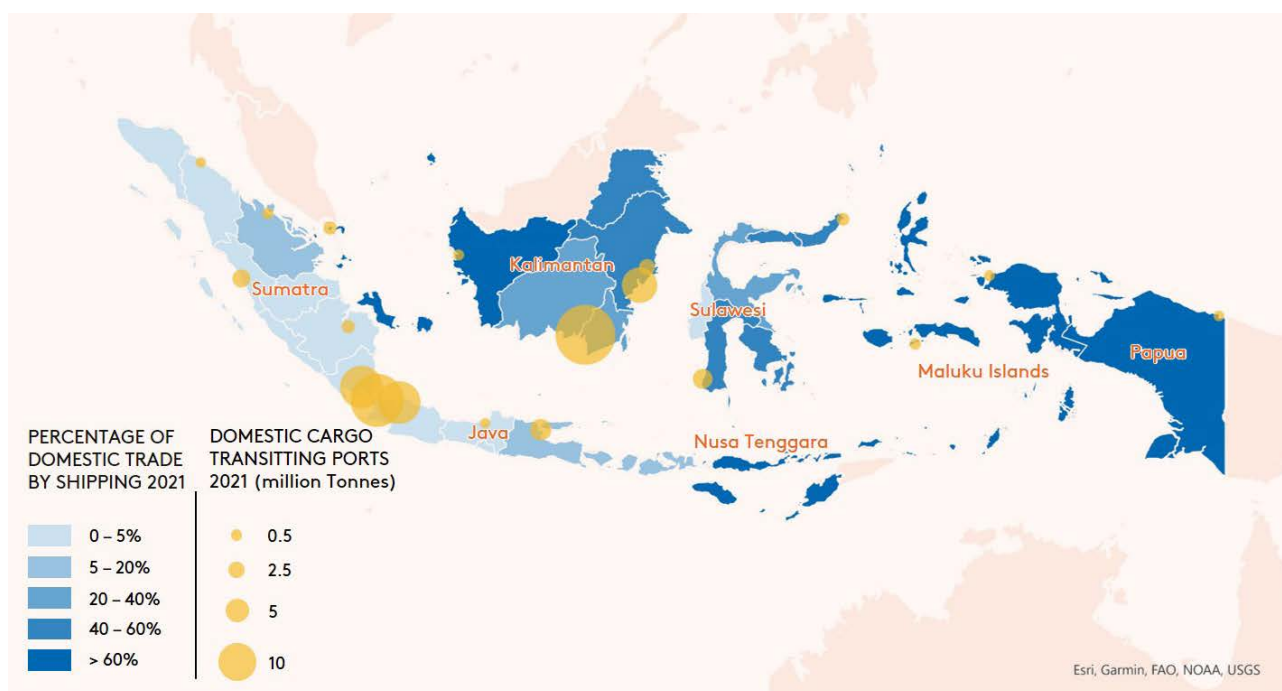 Kalimantan
Sumatra
Sulawesi
Papua
Maluku Islands
Java
Nusa Tenggara
PERCENTAGE OF
DOMESTIC TRADE
BY SHIPPING 2021
0 – 5%
5 – 20%
20 – 40%
40 – 60%
> 60%
DOMESTIC CARGO
TRANSITTING PORTS
2021 (million Tonnes)
0.5
2.5
5
10
Esri, Garmin, FAO, NOAA, USGS